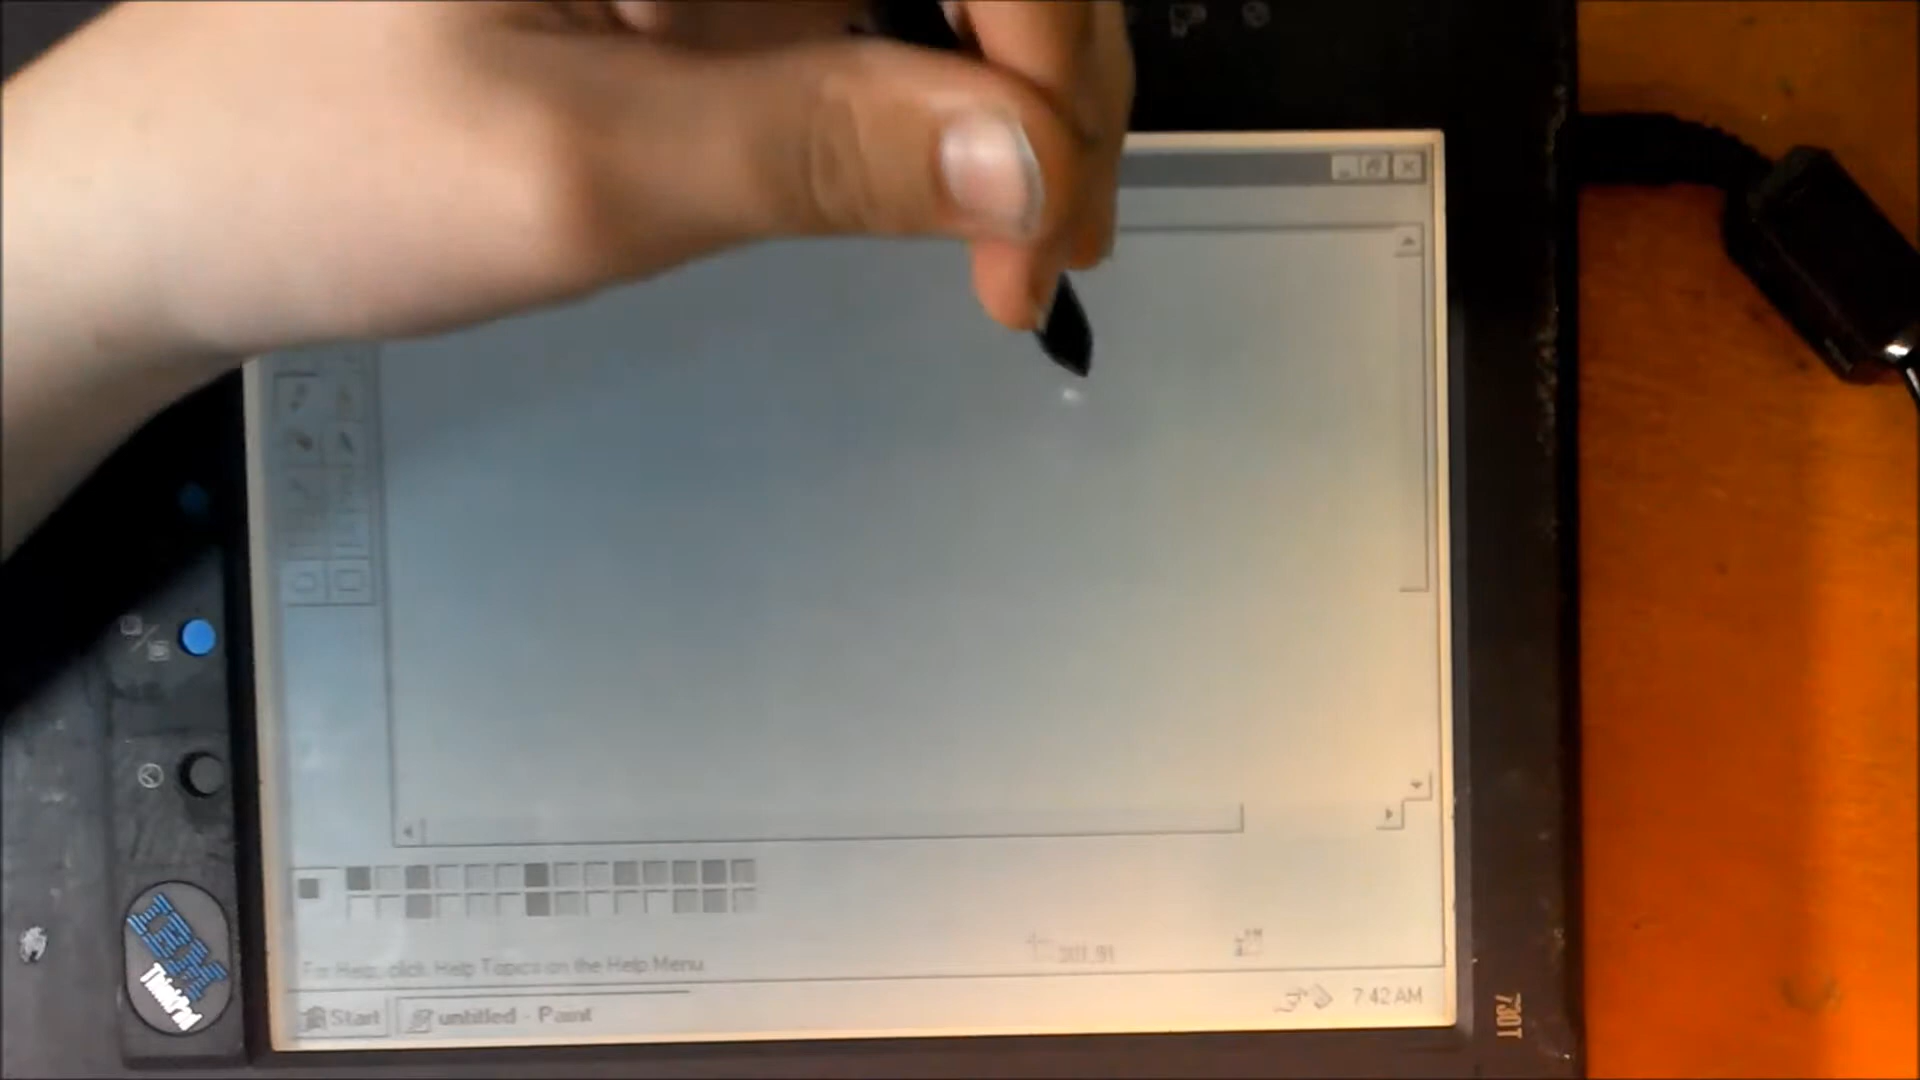 For Help, click Help Topics on the Help Menu.
Start
untitled - Paint
7:42 AM
IBM
ThinkPad
730T